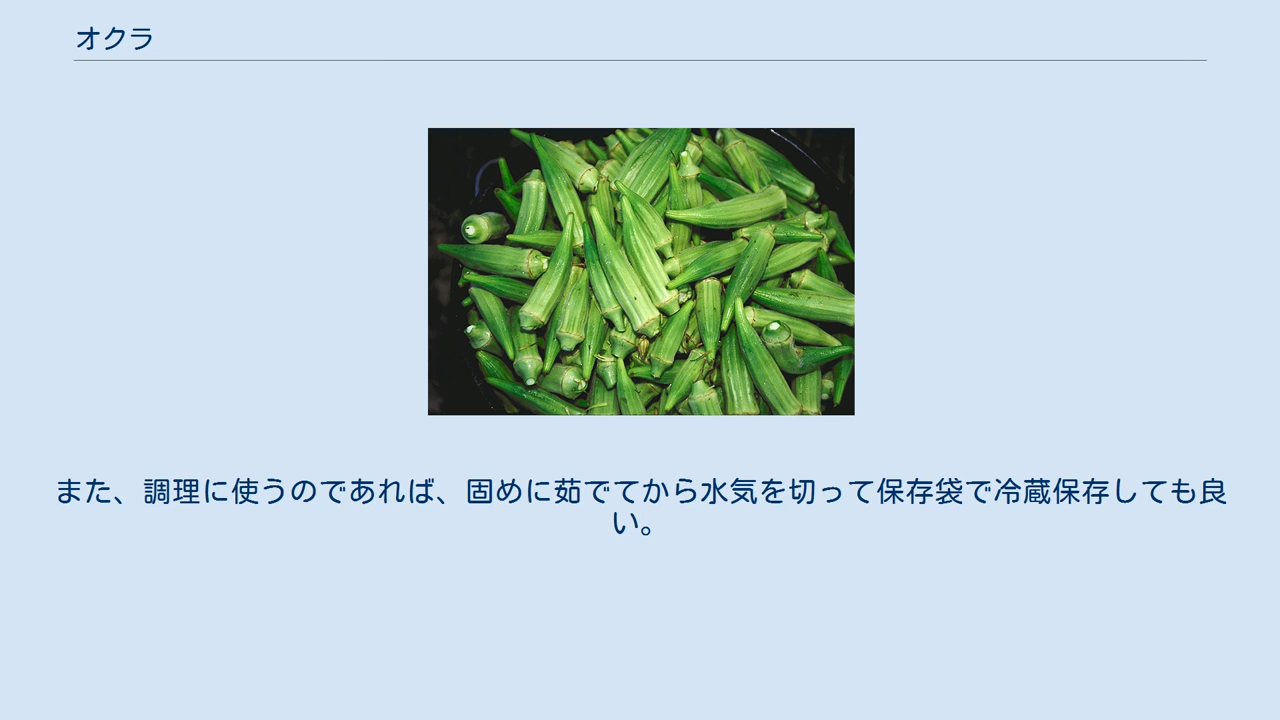 オクラ
また、調理に使うのであれば、固めに茹でてから水気を切って保存袋で冷蔵保存しても良
い。